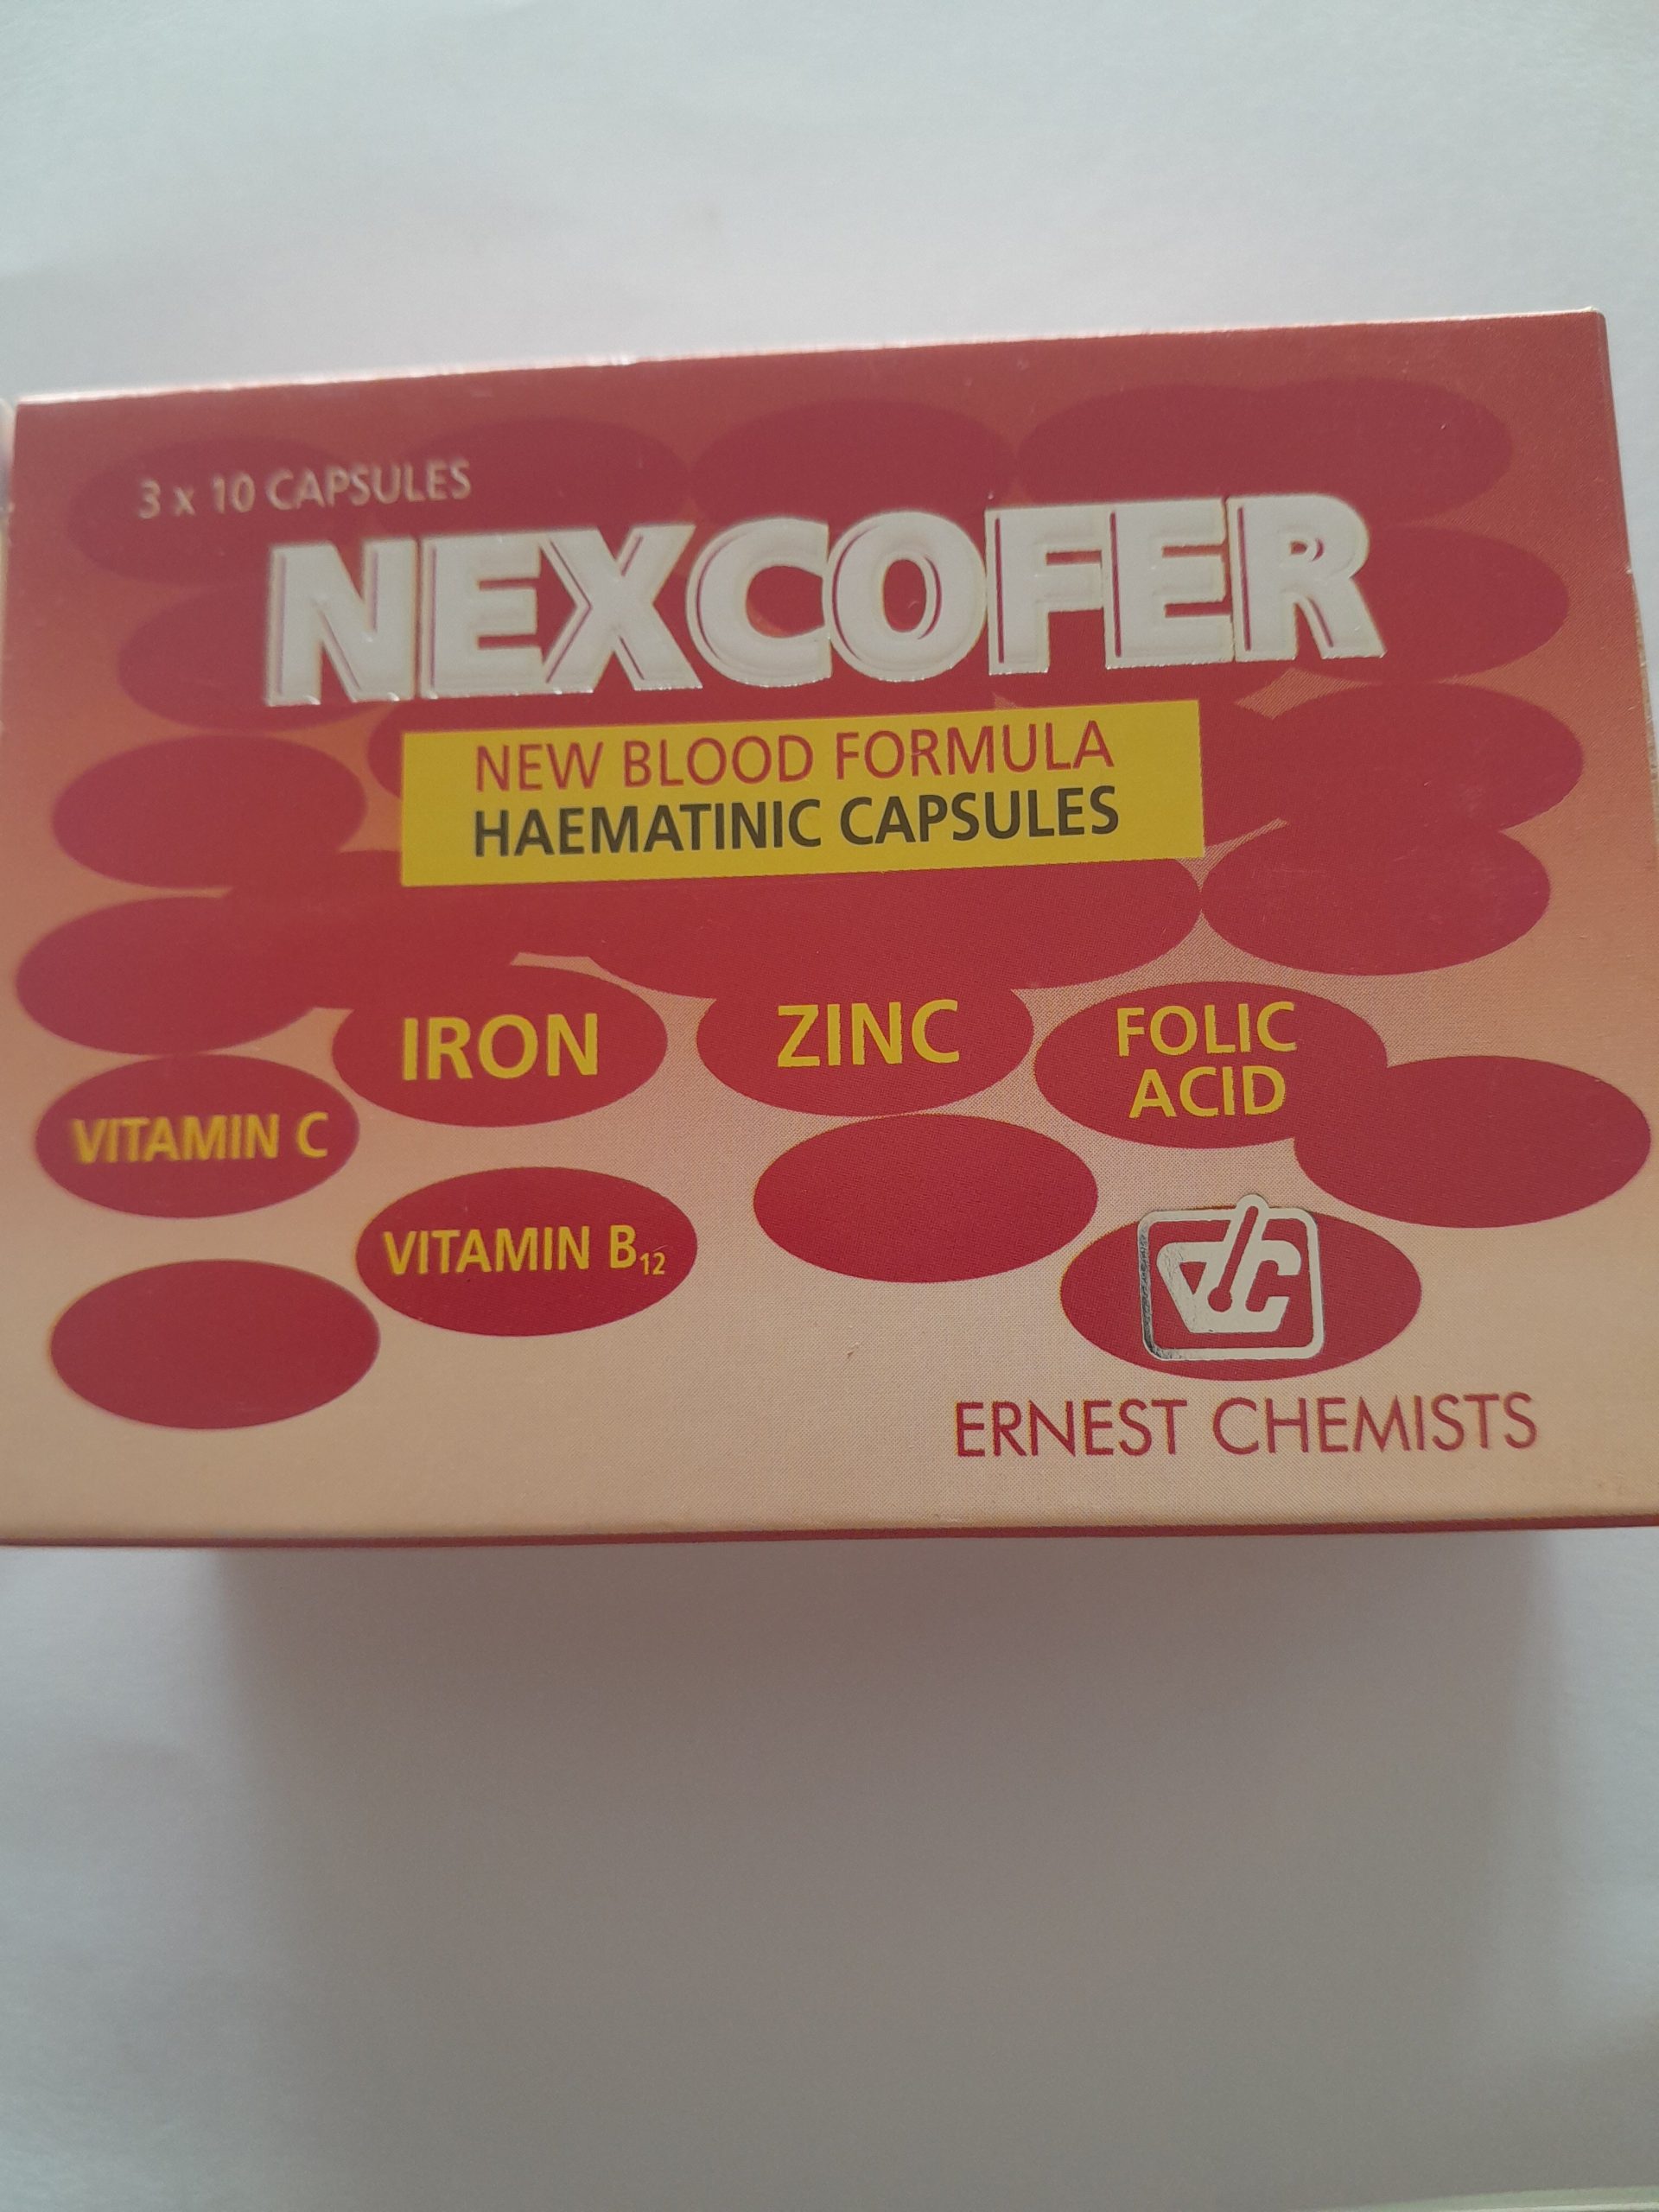 3 x 10 CAPSULES
NEXCOFER
NEW BLOOD FORMULA
HAEMATINIC CAPSULES
IRON
ZINC
FOLIC
ACID
VITAMIN C
VITAMIN B12
ERNEST CHEMISTS